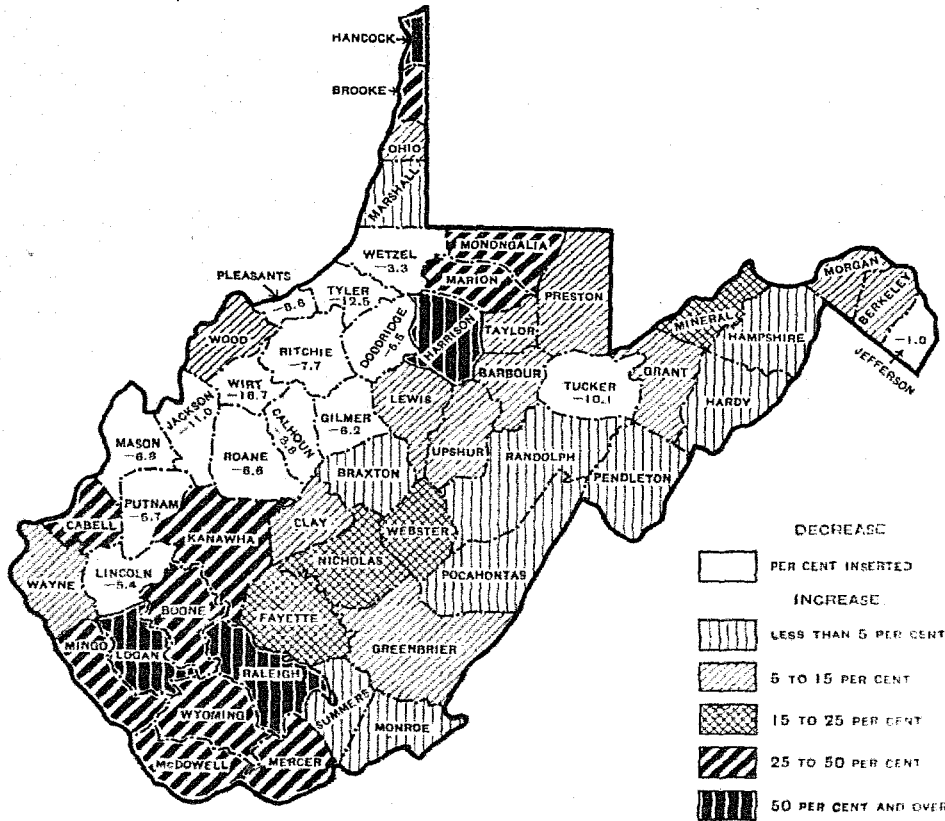 HANCOCK
BROOKE
OHIO
MARSHALL
WETZEL
-3.3
MONONGALIA
MARION
PRESTON
PLEASANTS
TYLER
-12.5
DODDRIDGE
-5.5
HARRISON
TAYLOR
MORGAN
BERKELEY
MINERAL
HAMPSHIRE
-1.0
JEFFERSON
WOOD
RITCHIE
-7.7
BARBOUR
TUCKER
-10.1
GRANT
HARDY
WIRT
-16.7
LEWIS
JACKSON
-11.0
CALHOUN
GILMER
-6.2
MASON
-6.8
ROANE
-6.6
UPSHUR
RANDOLPH
PENDLETON
BRAXTON
PUTNAM
-5.7
CABELL
KANAWHA
CLAY
WEBSTER
NICHOLAS
POCAHONTAS
WAYNE
LINCOLN
-5.4
BOONE
FAYETTE
GREENBRIER
MINGO
LOGAN
RALEIGH
SUMMERS
MONROE
WYOMING
McDOWELL
MERCER
DECREASE
PER CENT INSERTED
INCREASE
LESS THAN 5 PER CENT
5 TO 15 PER CENT
15 TO 25 PER CENT
25 TO 50 PER CENT
50 PER CENT AND OVER